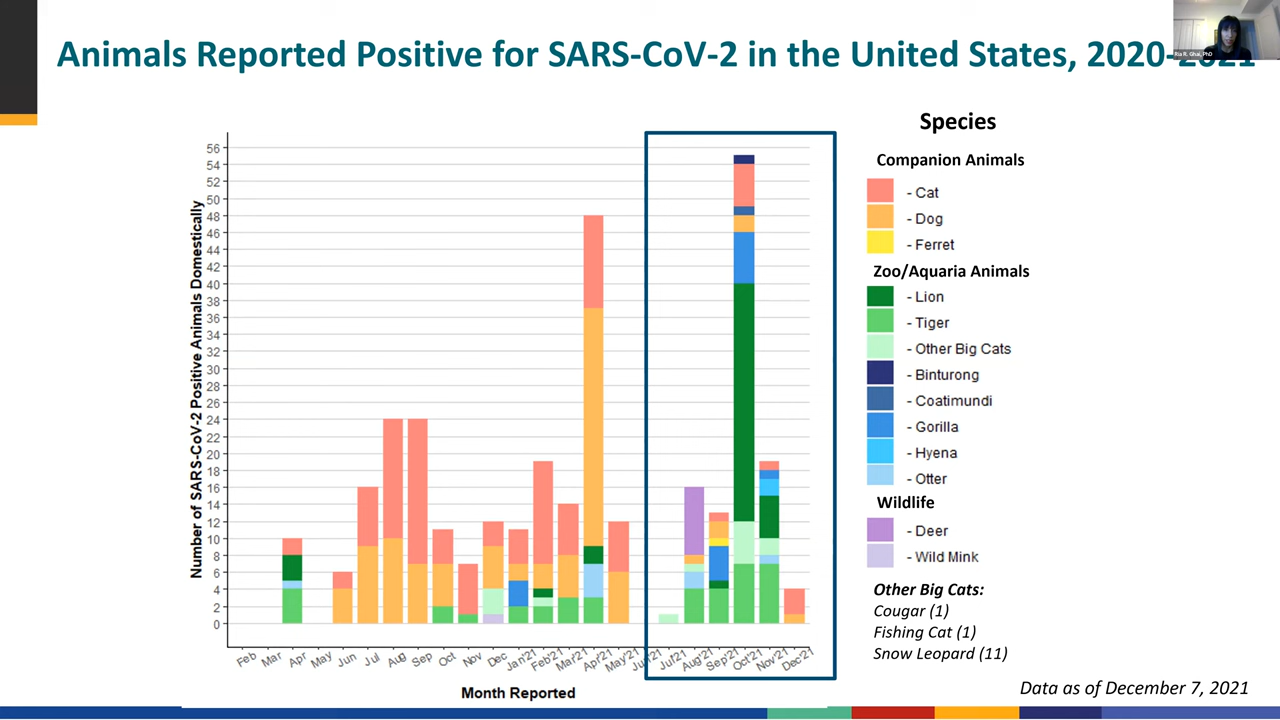 Animals Reported Positive for SARS-CoV-2 in the United States, 2020-2021
Ria R. Ghai, PhD
Species
Companion Animals
- Cat
- Dog
- Ferret
Zoo/Aquaria Animals
- Lion
- Tiger
- Other Big Cats
- Binturong
- Coatimundi
- Gorilla
- Hyena
- Otter
Wildlife
- Deer
- Wild Mink
Other Big Cats:
Cougar (1)
Fishing Cat (1)
Snow Leopard (11)
Number of SARS-CoV-2 Positive Animals Domestically
56
54
52
50
48
46
44
42
40
38
36
34
32
30
28
26
24
22
20
18
16
14
12
10
8
6
4
2
0
Feb Mar Apr May Jun Jul Aug Sep Oct Nov Dec Jan'21 Feb'21 Mar'21 Apr'21 May'21 Jun'21 Jul'21 Aug'21 Sep'21 Oct'21 Nov'21 Dec'21
Month Reported
Data as of December 7, 2021